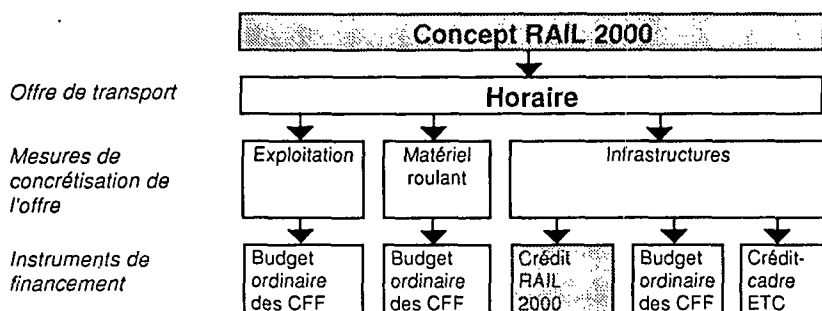 Concept RAIL 2000
Offre de transport
Horaire
Mesures de
concrétisation de
l'offre
Exploitation
Matériel
roulant
Infrastructures
Instruments de
financement
Budget
ordinaire
des CFF
Budget
ordinaire
des CFF
Crédit
RAIL
2000
Budget
ordinaire
des CFF
Crédit-
cadre
ETC